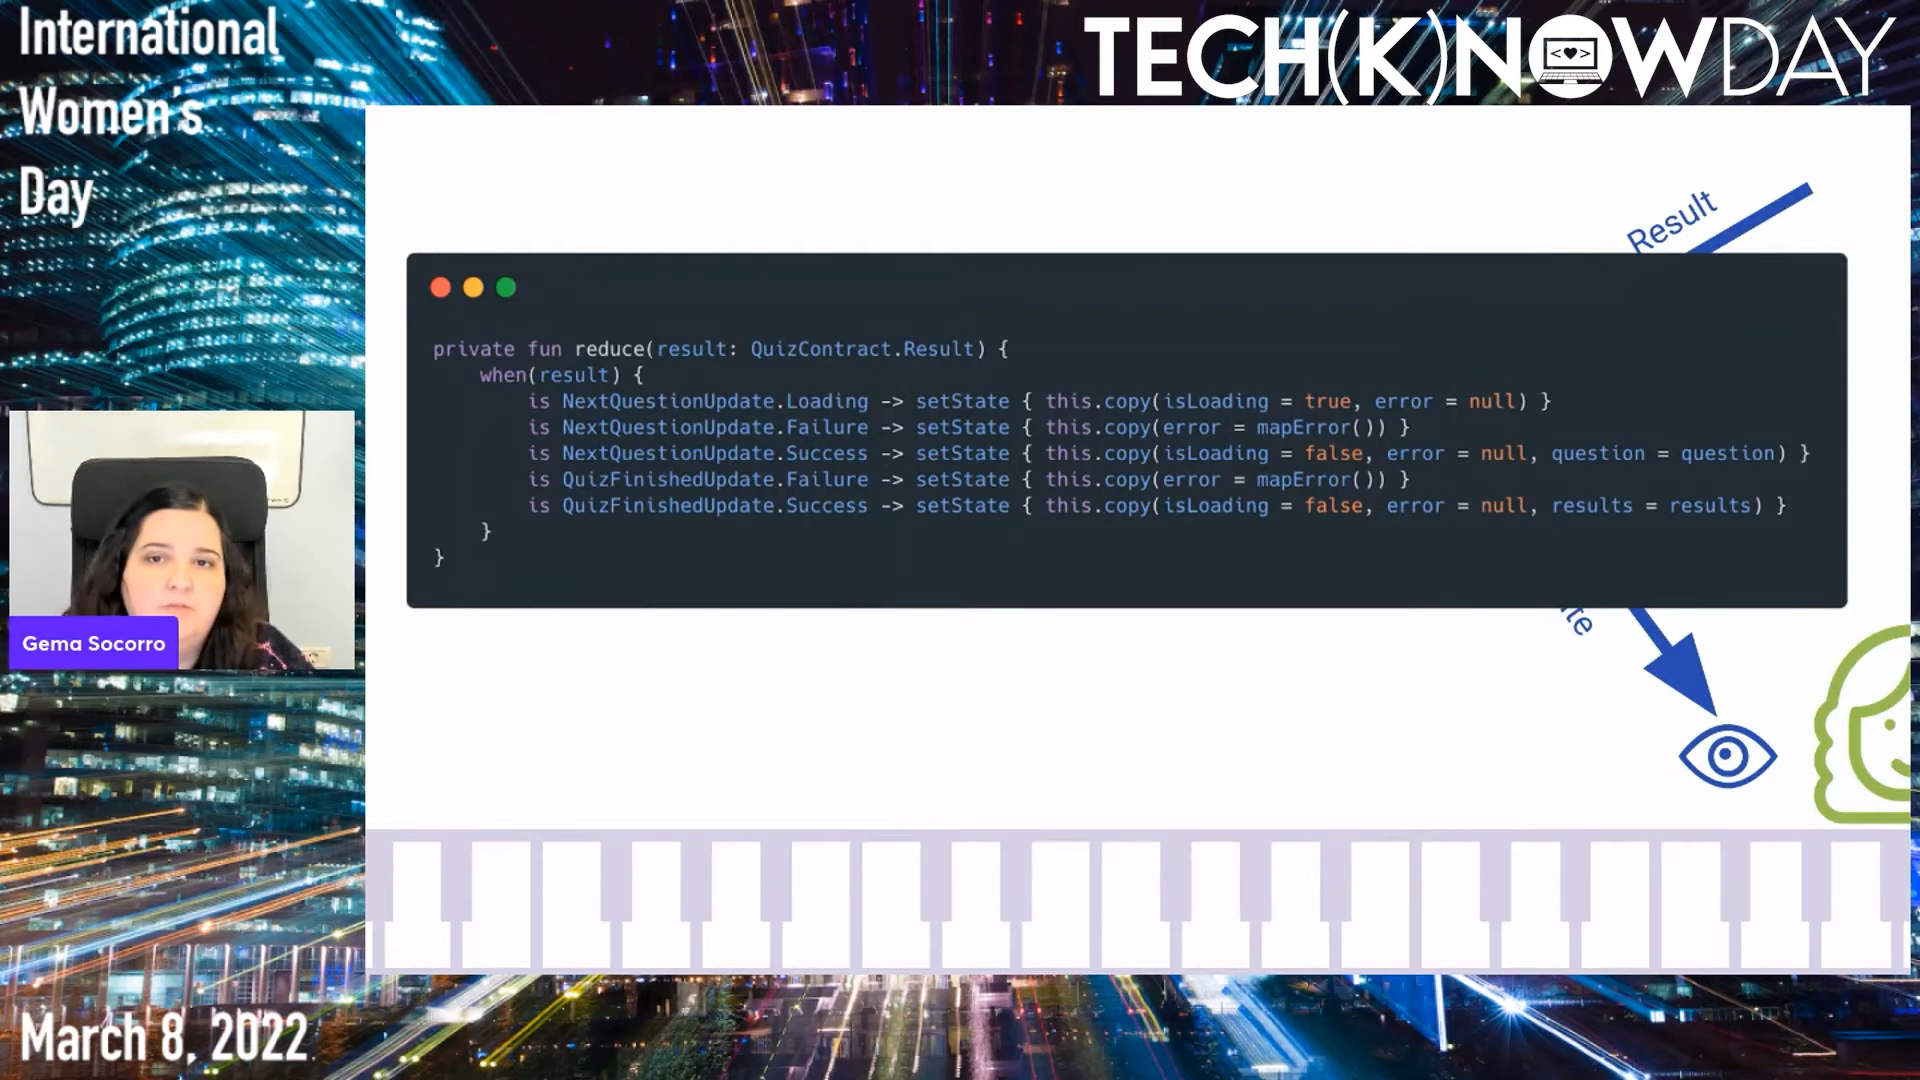 International
Women's
Day
TECH(K)NOWDAY
Result
private fun reduce(result: QuizContract.Result) {
when(result) {
is NextQuestionUpdate.Loading -> setState { this.copy(isLoading = true, error = null) }
is NextQuestionUpdate.Failure -> setState { this.copy(error = mapError()) }
is NextQuestionUpdate.Success -> setState { this.copy(isLoading = false, error = null, question = question) }
is QuizFinishedUpdate.Failure -> setState { this.copy(error = mapError()) }
is QuizFinishedUpdate.Success -> setState { this.copy(isLoading = false, error = null, results = results) }
}
}
Gema Socorro
March 8, 2022